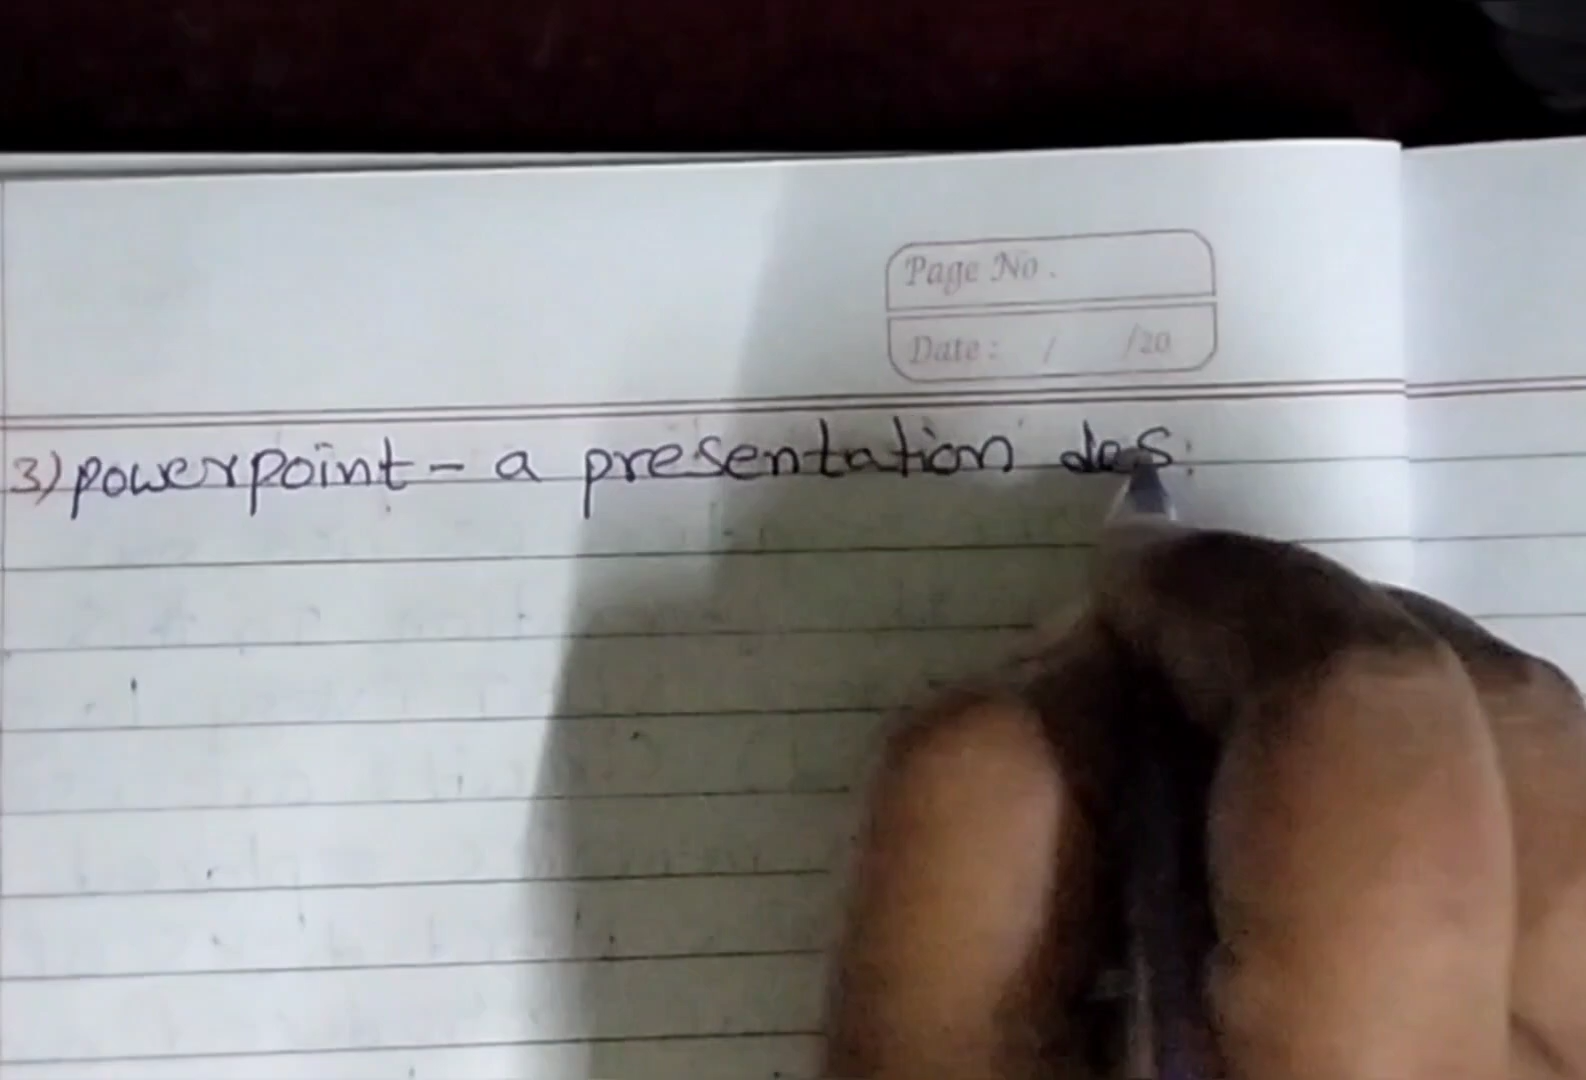 Page No.
Date: / /20
3) powerpoint - a presentation des